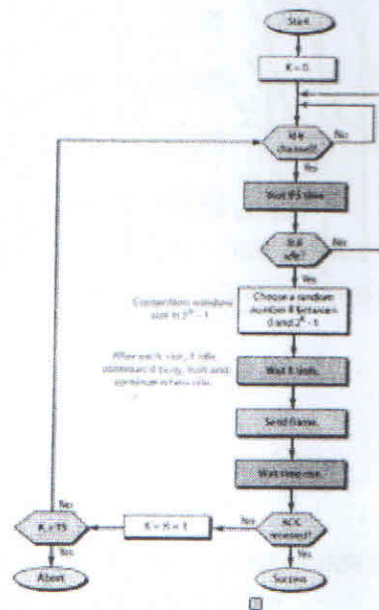 Start
K = 0
Idle
channel?
No
Yes
Wait IFS time
Still
idle?
No
Yes
Contention window
size is 2^K - 1
Choose a random
number R between
0 and 2^K - 1
After each slot, if idle,
continue; if busy, halt and
continue when idle.
Wait R slots.
Send frame.
Wait time-out.
No
K > 15
K = K + 1
No
ACK
received?
Yes
Yes
Abort
Success